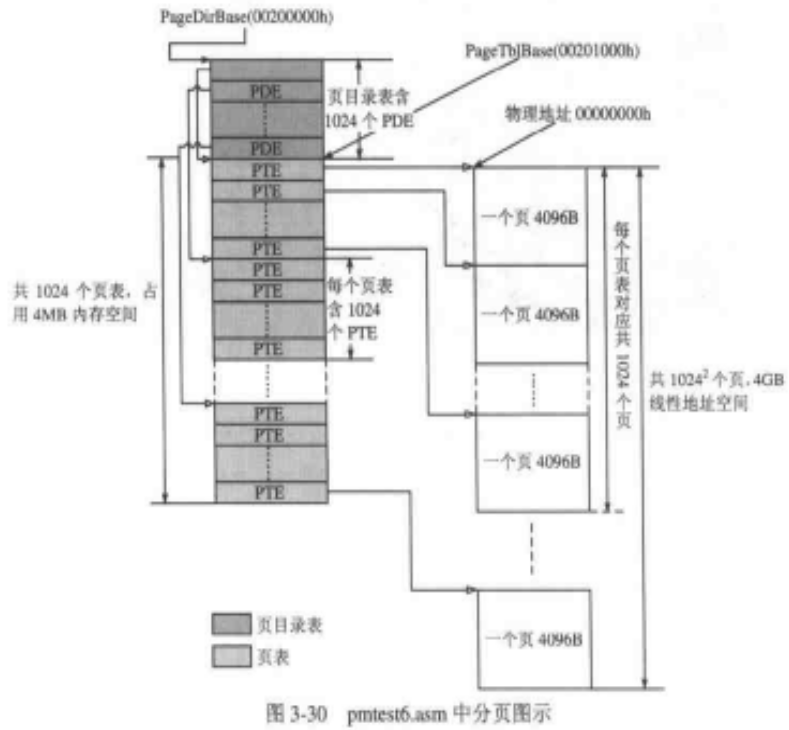 PageDirBase(00200000h)
PageTblBase(00201000h)
PDE
页目录表含
1024 个 PDE
物理地址 00000000h
PDE
PTE
PTE
一个页 4096B
PTE
PTE
PTE
每个页表
含 1024
个 PTE
共 1024 个页表，占
用 4MB 内存空间
一个页 4096B
每个页表对应共 1024 个页
PTE
共 1024² 个页，4GB
线性地址空间
PTE
PTE
一个页 4096B
PTE
页目录表
一个页 4096B
页表
图 3-30 pmtest6.asm 中分页图示